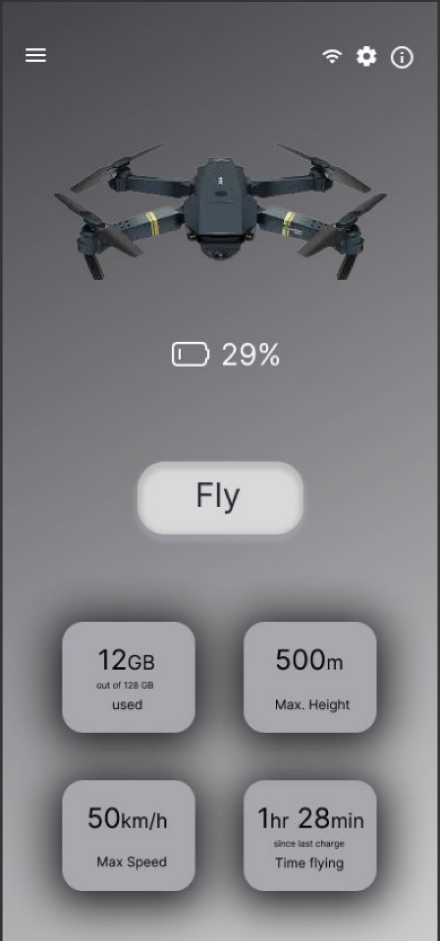 29%
Fly
12GB
out of 128 GB
used
500m
Max. Height
50km/h
Max Speed
1hr 28min
since last charge
Time flying